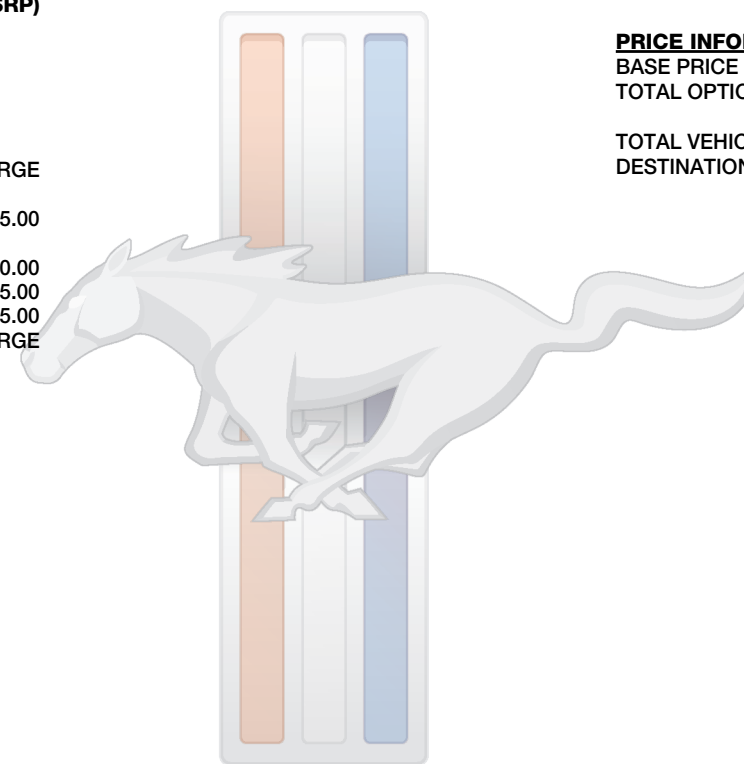 SRP)
RGE
5.00
0.00
5.00
5.00
RGE
PRICE INFO
BASE PRICE
TOTAL OPTIO
TOTAL VEHIC
DESTINATION